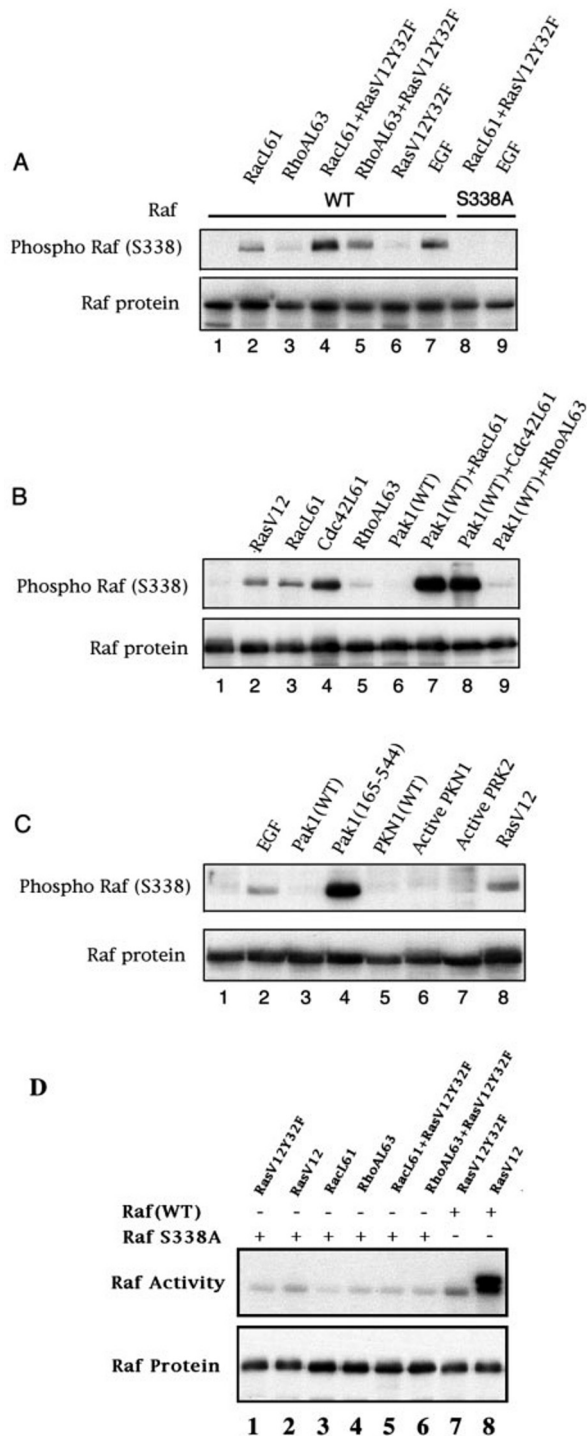 A
RacL61
RhoAL63
RacL61+RasV12Y32F
RhoAL63+RasV12Y32F
RasV12Y32F
EGF
RacL61+RasV12Y32F
EGF
Raf WT S338A
Phospho Raf (S338)
Raf protein
1 2 3 4 5 6 7 8 9
B
RasV12
RacL61
Cdc42L61
RhoAL63
Pak1(WT)
Pak1(WT)+RacL61
Pak1(WT)+Cdc42L61
Pak1(WT)+RhoAL63
Phospho Raf (S338)
Raf protein
1 2 3 4 5 6 7 8 9
C
EGF
Pak1(WT)
Pak1(165-544)
PKN1(WT)
Active PKN1
Active PRK2
RasV12
Phospho Raf (S338)
Raf protein
1 2 3 4 5 6 7 8
D
RasV12Y32F
RasV12
RacL61
RhoAL63
RacL61+RasV12Y32F
RhoAL63+RasV12Y32F
RasV12Y32F
RasV12
Raf(WT) - - - - - - + +
Raf S338A + + + + + + - -
Raf Activity
Raf Protein
1 2 3 4 5 6 7 8